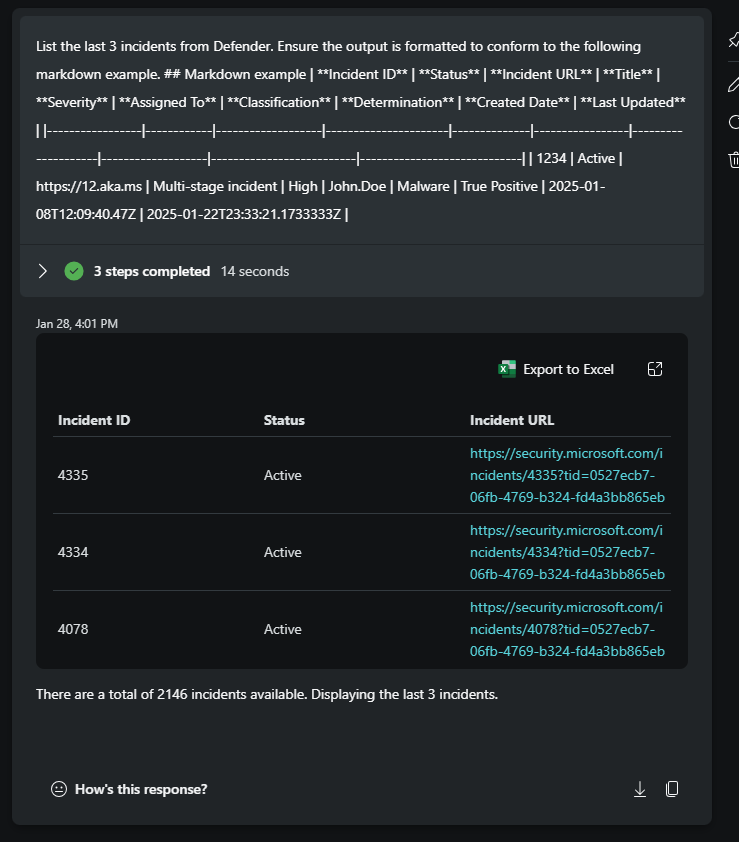 List the last 3 incidents from Defender. Ensure the output is formatted to conform to the following
markdown example. ## Markdown example | **Incident ID** | **Status** | **Incident URL** | **Title** |
**Severity** | **Assigned To** | **Classification** | **Determination** | **Created Date** | **Last Updated**
| |-----------------|------------|-------------------|----------------------|--------------|-----------------|---------
-----------|-------------------|--------------------------|-----------------------------| | 1234 | Active |
https://12.aka.ms | Multi-stage incident | High | John.Doe | Malware | True Positive | 2025-01-
08T12:09:40.47Z | 2025-01-22T23:33:21.1733333Z |
3 steps completed 14 seconds
Jan 28, 4:01 PM
Export to Excel
Incident ID Status Incident URL
https://security.microsoft.com/i
4335 Active ncidents/4335?tid=0527ecb7-
06fb-4769-b324-fd4a3bb865eb
https://security.microsoft.com/i
4334 Active ncidents/4334?tid=0527ecb7-
06fb-4769-b324-fd4a3bb865eb
https://security.microsoft.com/i
4078 Active ncidents/4078?tid=0527ecb7-
06fb-4769-b324-fd4a3bb865eb
There are a total of 2146 incidents available. Displaying the last 3 incidents.
How's this response?